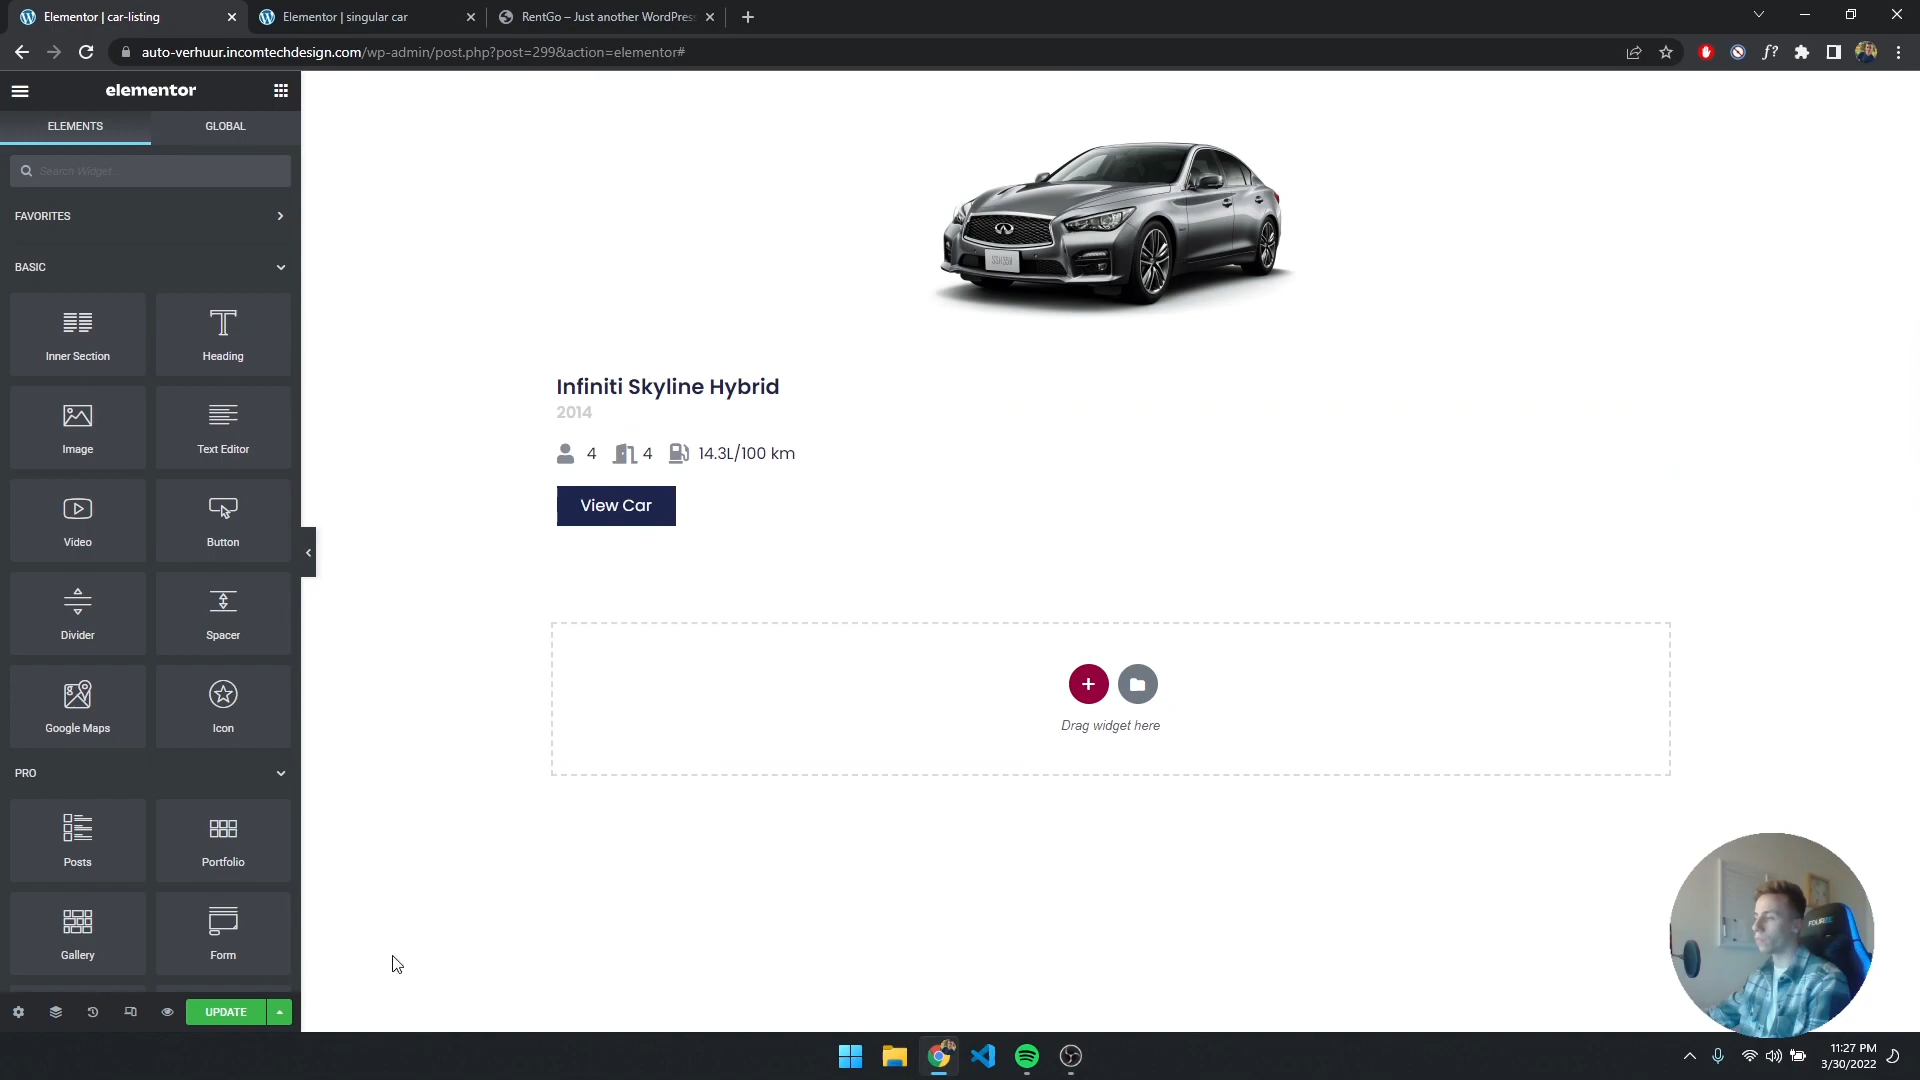 Elementor | car-listing
Elementor | singular car
RentGo – Just another WordPress
auto-verhuur.incomtechdesign.com/wp-admin/post.php?post=299&action=elementor#
f?
elementor
ELEMENTS
GLOBAL
Search Widget...
FAVORITES
BASIC
Inner Section
Heading
Image
Text Editor
Video
Button
Divider
Spacer
Google Maps
Icon
PRO
Posts
Portfolio
Gallery
Form
UPDATE
Infiniti Skyline Hybrid
2014
4 4 14.3L/100 km
View Car
Drag widget here
11:27 PM
3/30/2022